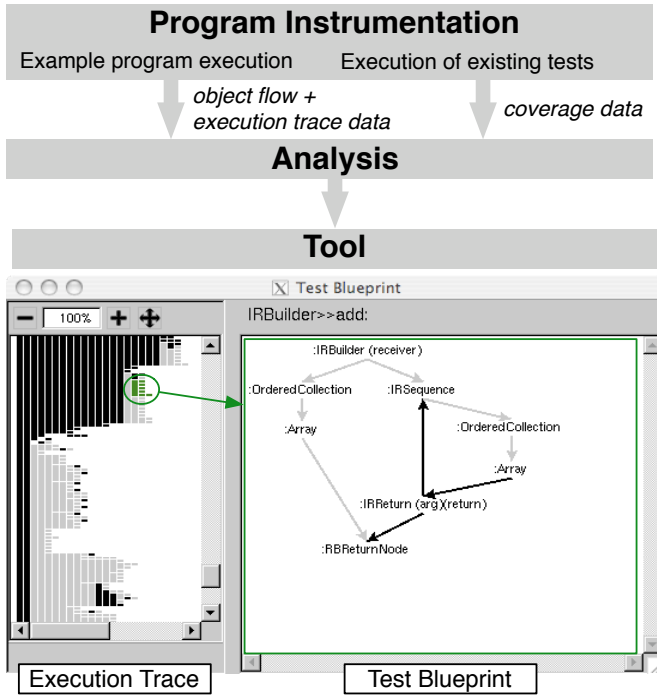 Program Instrumentation
Example program execution
Execution of existing tests
object flow +
execution trace data
coverage data
Analysis
Tool
X Test Blueprint
100%
IRBuilder>>add:
:IRBuilder (receiver)
:OrderedCollection
:IRSequence
:Array
:OrderedCollection
:Array
:IRReturn (arg)(return)
:RBReturnNode
Execution Trace
Test Blueprint